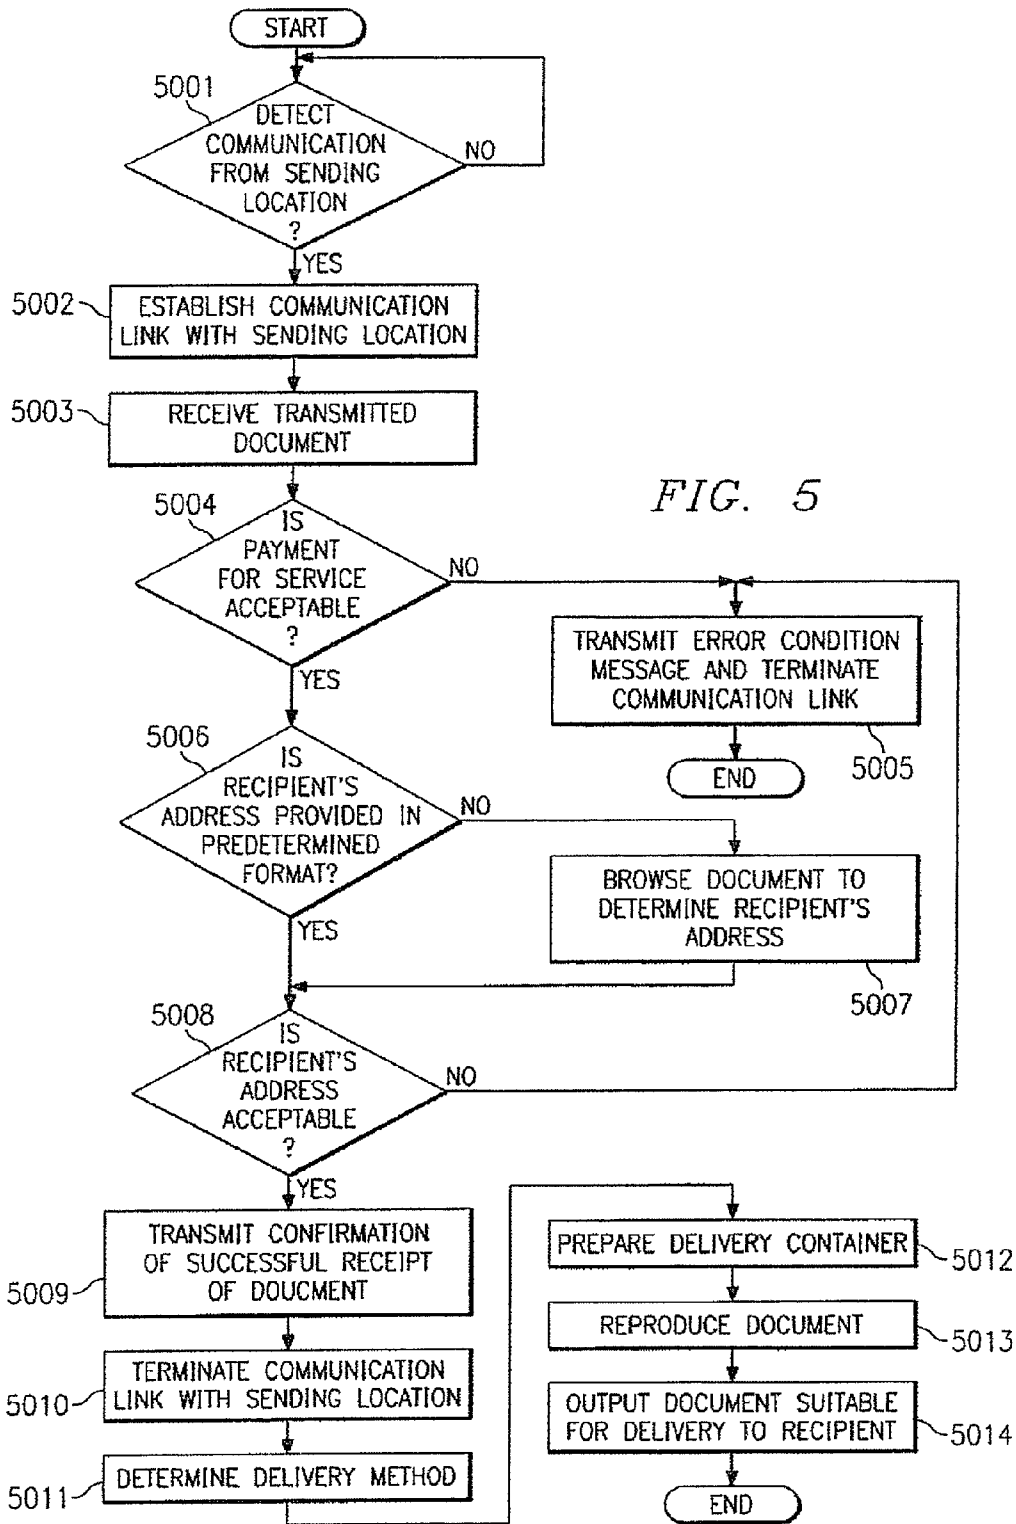 START
5001
DETECT
COMMUNICATION
FROM SENDING
LOCATION
?
NO
YES
5002
ESTABLISH COMMUNICATION
LINK WITH SENDING LOCATION
5003
RECEIVE TRANSMITTED
DOCUMENT
FIG. 5
5004
IS
PAYMENT
FOR SERVICE
ACCEPTABLE
?
NO
YES
TRANSMIT ERROR CONDITION
MESSAGE AND TERMINATE
COMMUNICATION LINK
5005
END
5006
IS
RECIPIENT'S
ADDRESS PROVIDED IN
PREDETERMINED
FORMAT?
NO
YES
BROWSE DOCUMENT TO
DETERMINE RECIPIENT'S
ADDRESS
5007
5008
IS
RECIPIENT'S
ADDRESS
ACCEPTABLE
?
NO
YES
5009
TRANSMIT CONFIRMATION
OF SUCCESSFUL RECEIPT
OF DOUCMENT
5010
TERMINATE COMMUNICATION
LINK WITH SENDING LOCATION
5011
DETERMINE DELIVERY METHOD
PREPARE DELIVERY CONTAINER
5012
REPRODUCE DOCUMENT
5013
OUTPUT DOCUMENT SUITABLE
FOR DELIVERY TO RECIPIENT
5014
END